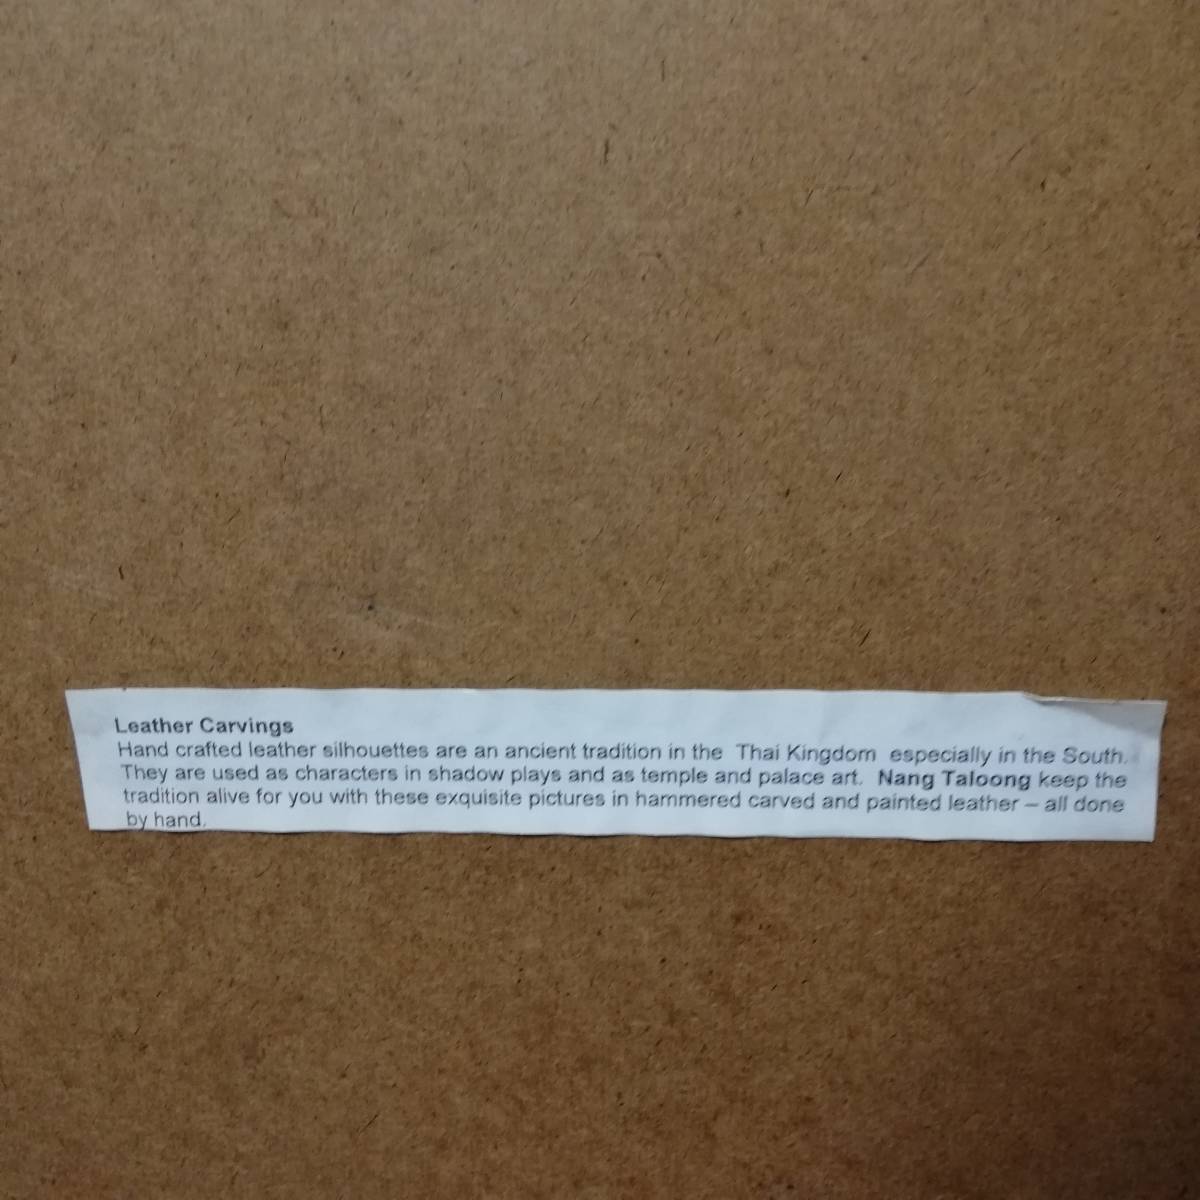 Leather Carvings
Hand crafted leather silhouettes are an ancient tradition in the Thai Kingdom especially in the South.
They are used as characters in shadow plays and as temple and palace art. Nang Taloong keep the
tradition alive for you with these exquisite pictures in hammered carved and painted leather – all done
by hand.